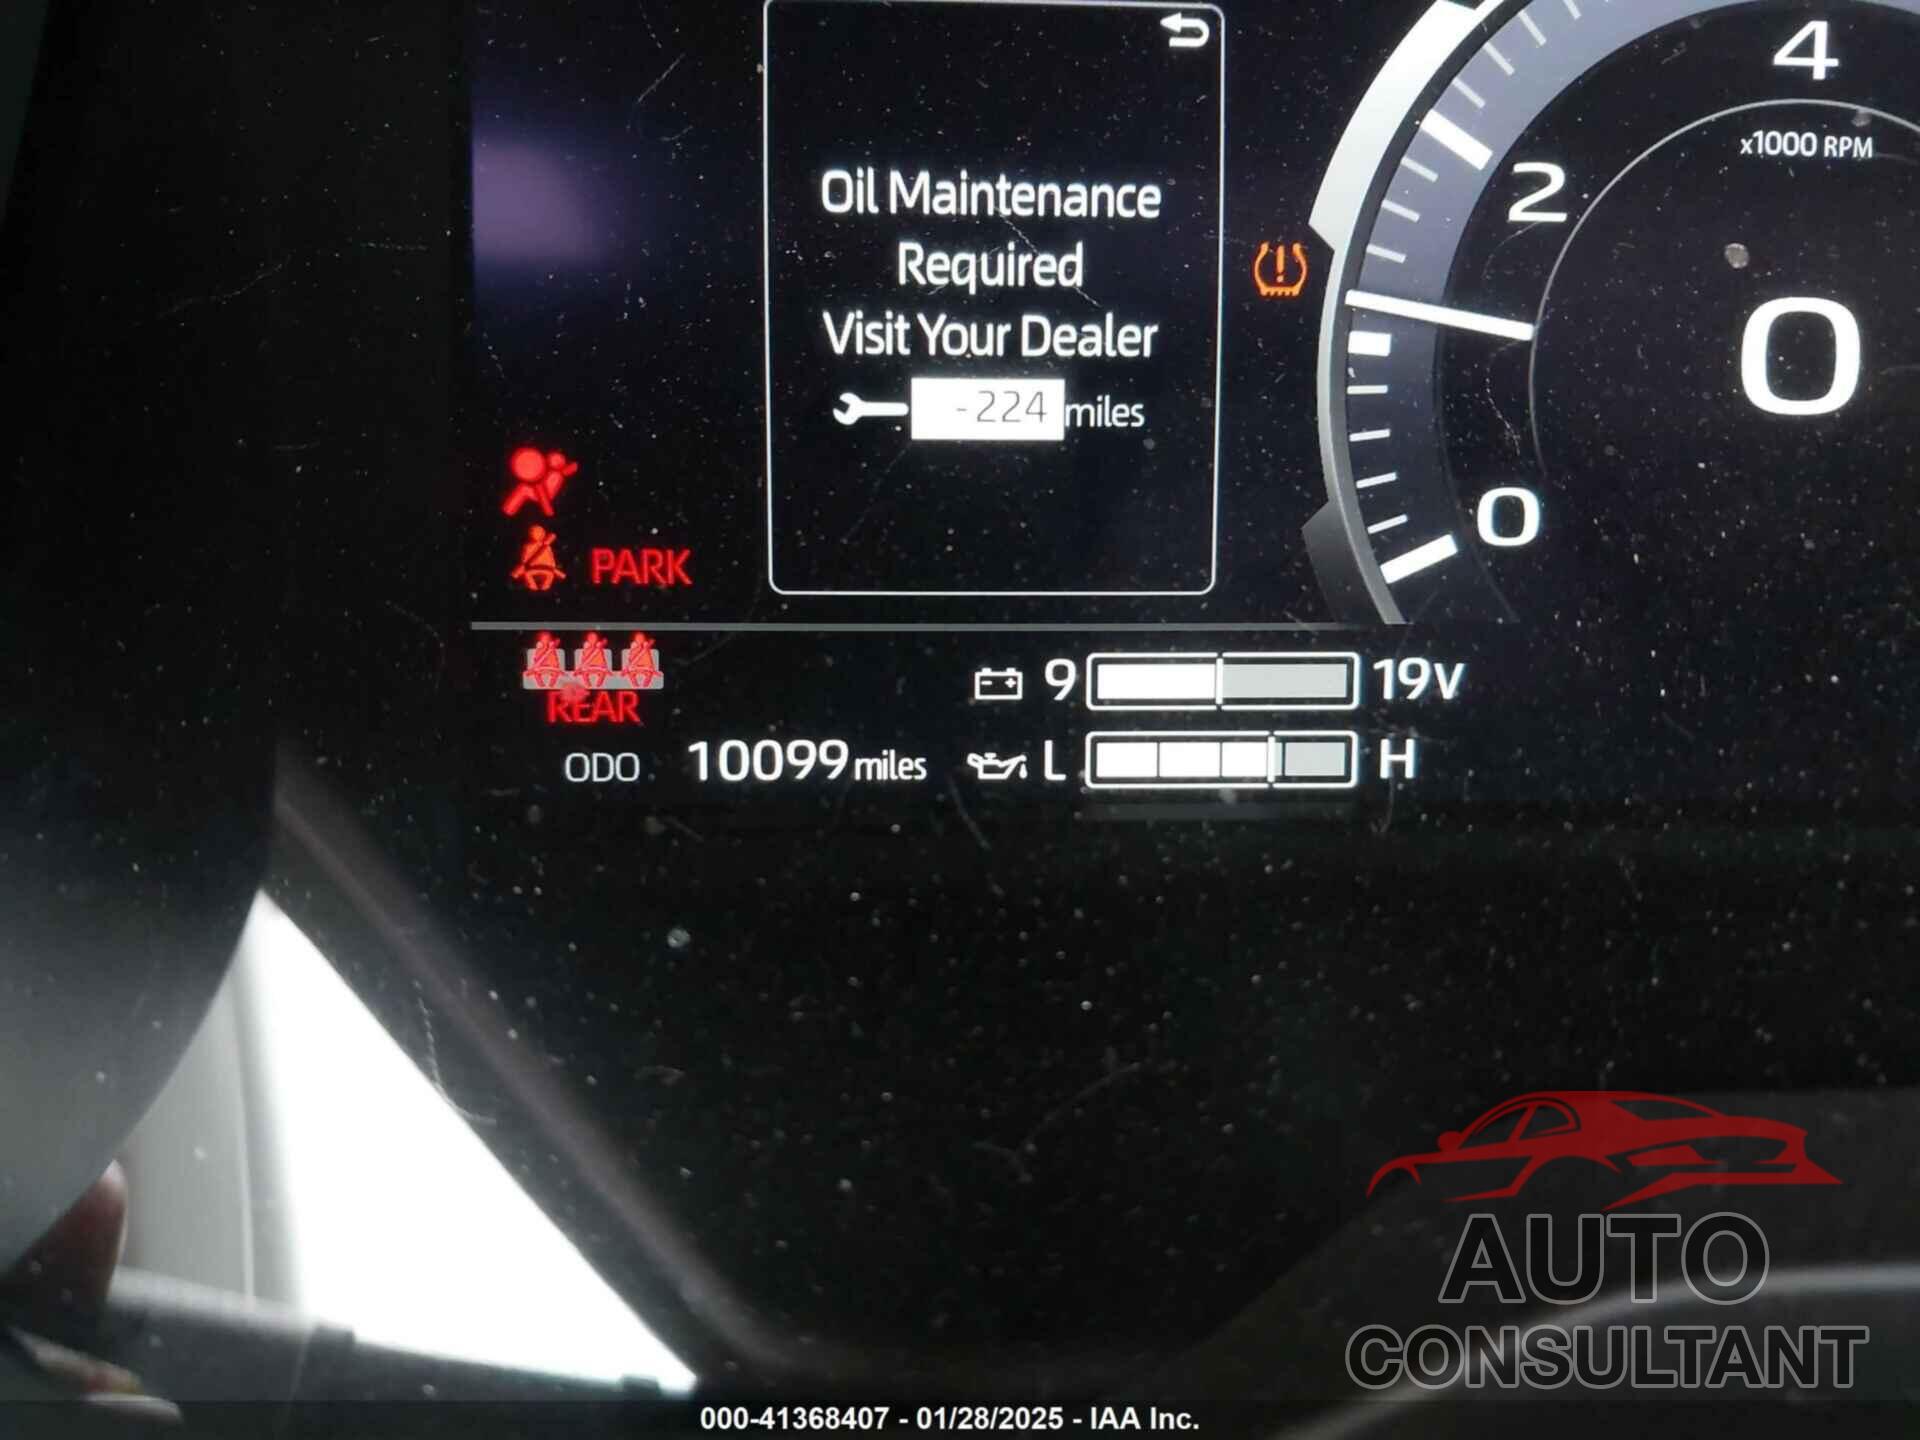 4
x1000 RPM
2
0
0
Oil Maintenance
Required
Visit Your Dealer
-224 miles
PARK
REAR
9 19V
ODO 10099 miles L H
AUTO
CONSULTANT
000-41368407 - 01/28/2025 - IAA Inc.